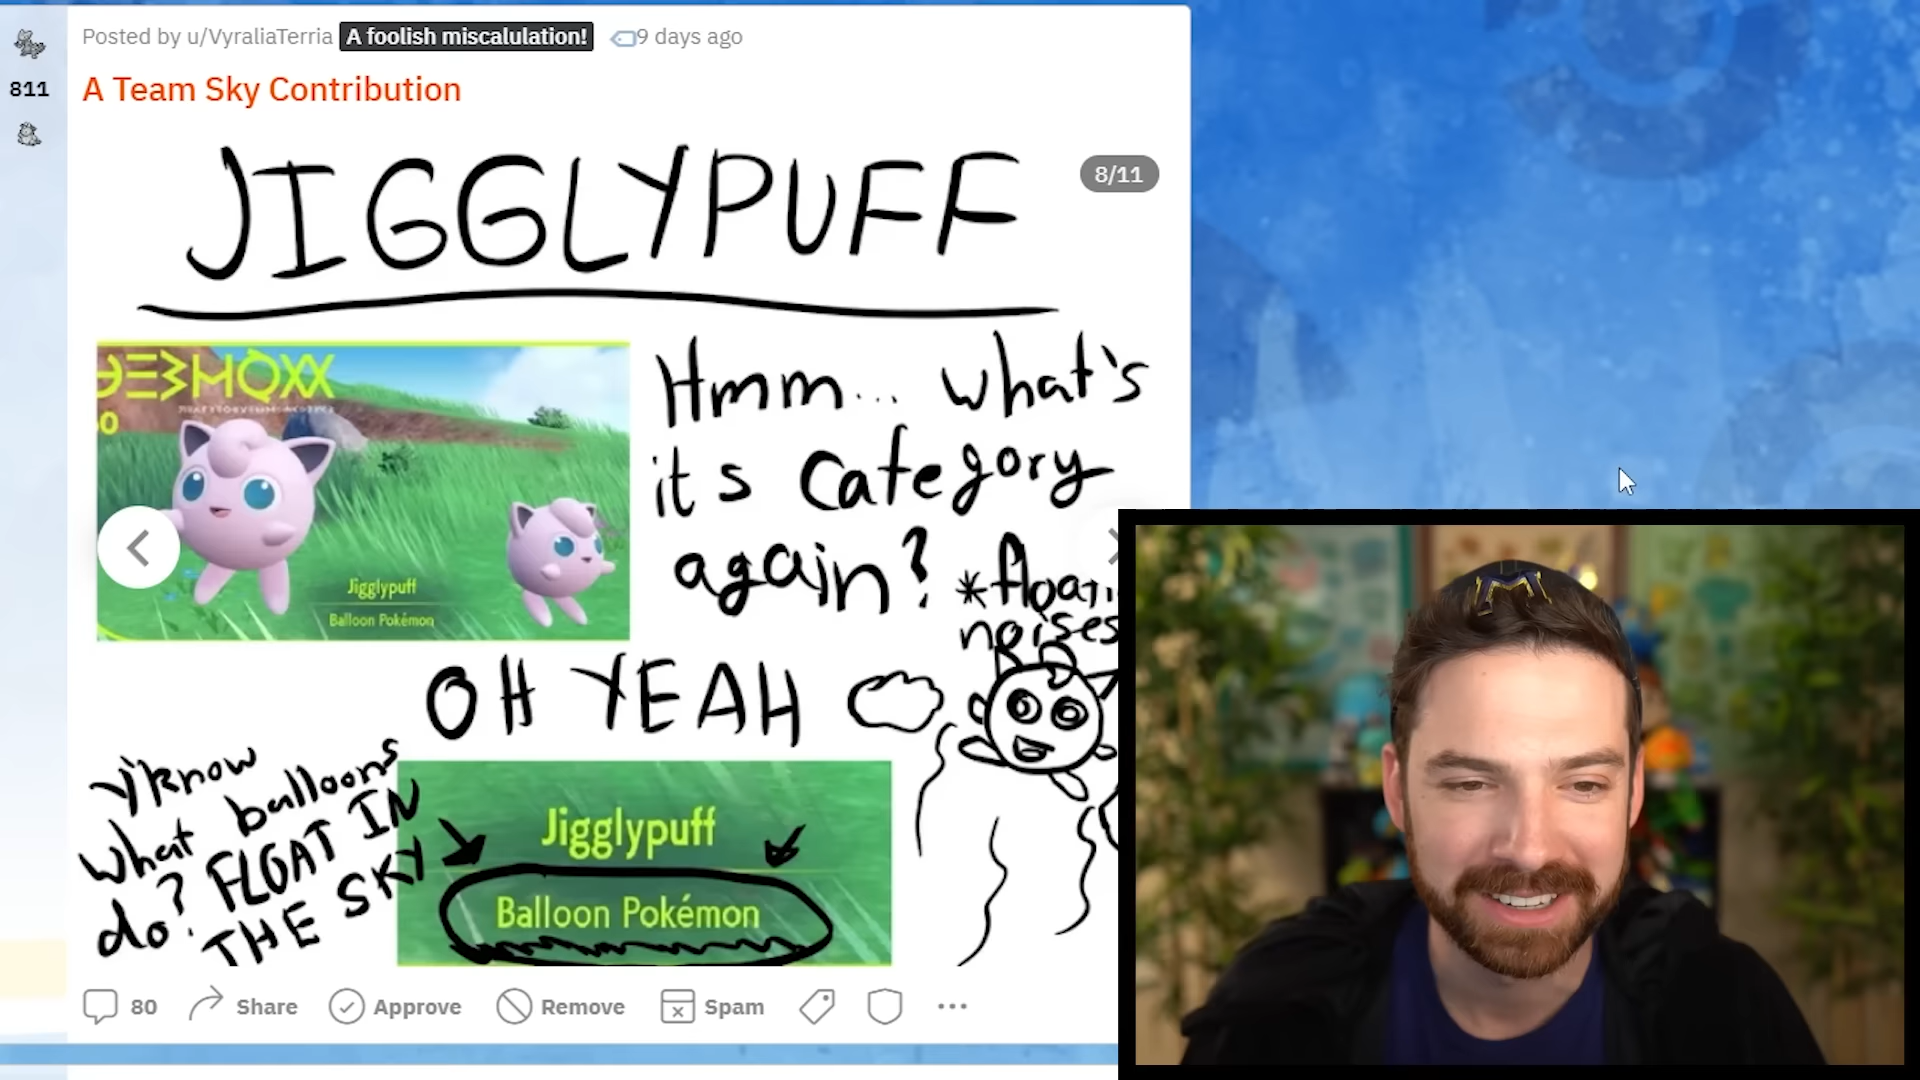 Posted by u/VyraliaTerria A foolish miscalulation! 9 days ago
811
A Team Sky Contribution
JIGGLYPUFF
8/11
Hmm... what's
it s category
again?
Jigglypuff
Balloon Pokémon
*floati
noises
OH YEAH
y'know
what balloons
do? FLOAT IN
THE SKY
Jigglypuff
Balloon Pokémon
80 Share Approve Remove Spam